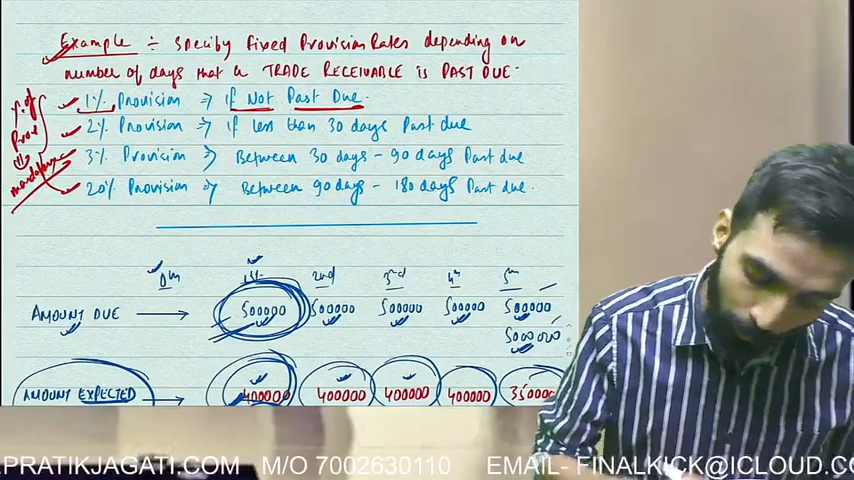 Example ÷ Specify fixed Provision Rates depending on
number of days that a TRADE RECEIVABLE is PAST DUE.
1% Provision ⇒ if Not Past Due.
2% Provision ⇒ if less than 30 days Past due
3% Provision ⇒ Between 30 days - 90 days Past due
20% Provision ⇒ Between 90 days - 180 days Past due.
% of
Prov
0th 1st 2nd 3rd 4th 5th
AMOUNT DUE → 500000 500000 500000 500000 500000
5000000
AMOUNT EXPECTED → 400000 400000 400000 400000 350000
PRATIKJAGATI.COM M/O 7002630110 EMAIL- FINALKICK@ICLOUD.CO